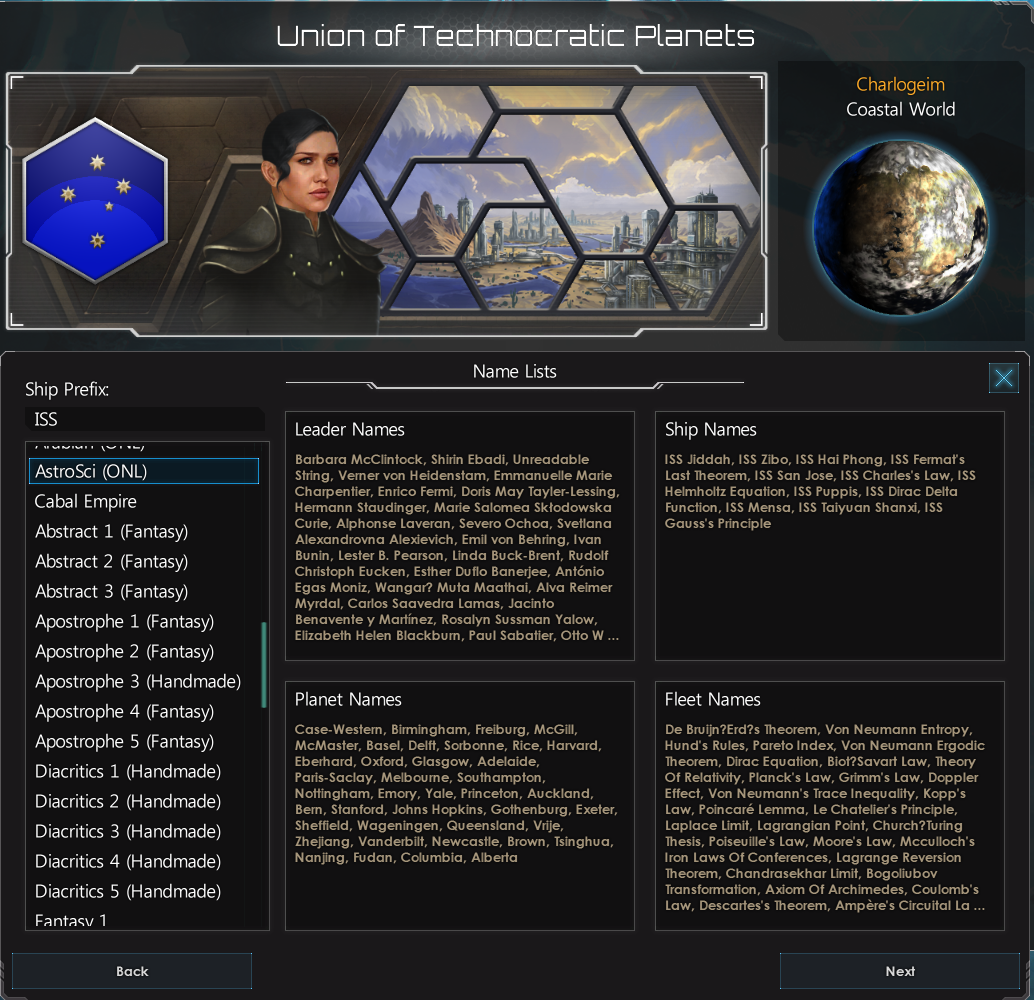 Union of Technocratic Planets
Charlogeim
Coastal World
Name Lists
Ship Prefix:
ISS
Arabian (ONL)
AstroSci (ONL)
Cabal Empire
Abstract 1 (Fantasy)
Abstract 2 (Fantasy)
Abstract 3 (Fantasy)
Apostrophe 1 (Fantasy)
Apostrophe 2 (Fantasy)
Apostrophe 3 (Handmade)
Apostrophe 4 (Fantasy)
Apostrophe 5 (Fantasy)
Diacritics 1 (Handmade)
Diacritics 2 (Handmade)
Diacritics 3 (Handmade)
Diacritics 4 (Handmade)
Diacritics 5 (Handmade)
Fantasy 1
Leader Names
Barbara McClintock, Shirin Ebadi, Unreadable
String, Verner von Heidenstam, Emmanuelle Marie
Charpentier, Enrico Fermi, Doris May Tayler-Lessing,
Hermann Staudinger, Marie Salomea Skłodowska
Curie, Alphonse Laveran, Severo Ochoa, Svetlana
Alexandrovna Alexievich, Emil von Behring, Ivan
Bunin, Lester B. Pearson, Linda Buck-Brent, Rudolf
Christoph Eucken, Esther Duflo Banerjee, António
Egas Moniz, Wangar? Muta Maathai, Alva Reimer
Myrdal, Carlos Saavedra Lamas, Jacinto
Benavente y Martínez, Rosalyn Sussman Yalow,
Elizabeth Helen Blackburn, Paul Sabatier, Otto W ...
Ship Names
ISS Jiddah, ISS Zibo, ISS Hai Phong, ISS Fermat's
Last Theorem, ISS San Jose, ISS Charles's Law, ISS
Helmholtz Equation, ISS Puppis, ISS Dirac Delta
Function, ISS Mensa, ISS Taiyuan Shanxi, ISS
Gauss's Principle
Planet Names
Case-Western, Birmingham, Freiburg, McGill,
McMaster, Basel, Delft, Sorbonne, Rice, Harvard,
Eberhard, Oxford, Glasgow, Adelaide,
Paris-Saclay, Melbourne, Southampton,
Nottingham, Emory, Yale, Princeton, Auckland,
Bern, Stanford, Johns Hopkins, Gothenburg, Exeter,
Sheffield, Wageningen, Queensland, Vrije,
Zhejiang, Vanderbilt, Newcastle, Brown, Tsinghua,
Nanjing, Fudan, Columbia, Alberta
Fleet Names
De Bruijn?Erd?s Theorem, Von Neumann Entropy,
Hund's Rules, Pareto Index, Von Neumann Ergodic
Theorem, Dirac Equation, Biot?Savart Law, Theory
Of Relativity, Planck's Law, Grimm's Law, Doppler
Effect, Von Neumann's Trace Inequality, Kopp's
Law, Poincaré Lemma, Le Chatelier's Principle,
Laplace Limit, Lagrangian Point, Church?Turing
Thesis, Poiseuille's Law, Moore's Law, Mcculloch's
Iron Laws Of Conferences, Lagrange Reversion
Theorem, Chandrasekhar Limit, Bogoliubov
Transformation, Axiom Of Archimedes, Coulomb's
Law, Descartes's Theorem, Ampère's Circuital La ...
Back
Next